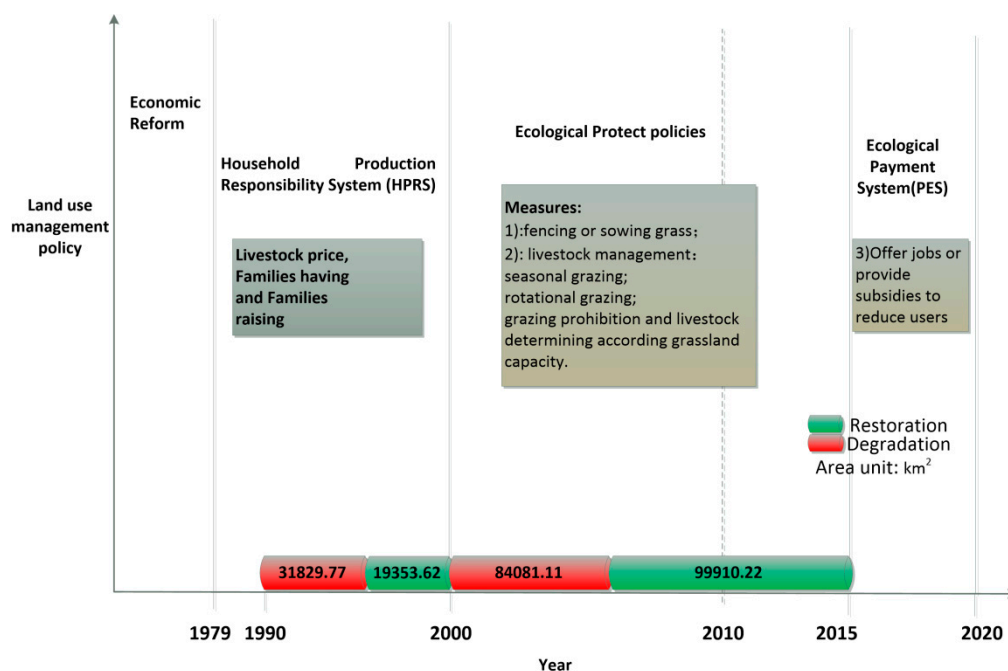 Economic
Reform
Household Production
Responsibility System (HPRS)
Ecological Protect policies
Ecological
Payment
System(PES)
Land use
management
policy
Livestock price,
Families having
and Families
raising
Measures:
1):fencing or sowing grass;
2): livestock management:
seasonal grazing;
rotational grazing;
grazing prohibition and livestock
determining according grassland
capacity.
3)Offer jobs or
provide
subsidies to
reduce users
Restoration
Degradation
Area unit: km²
31829.77 19353.62 84081.11 99910.22
1979 1990 2000 2010 2015 2020
Year